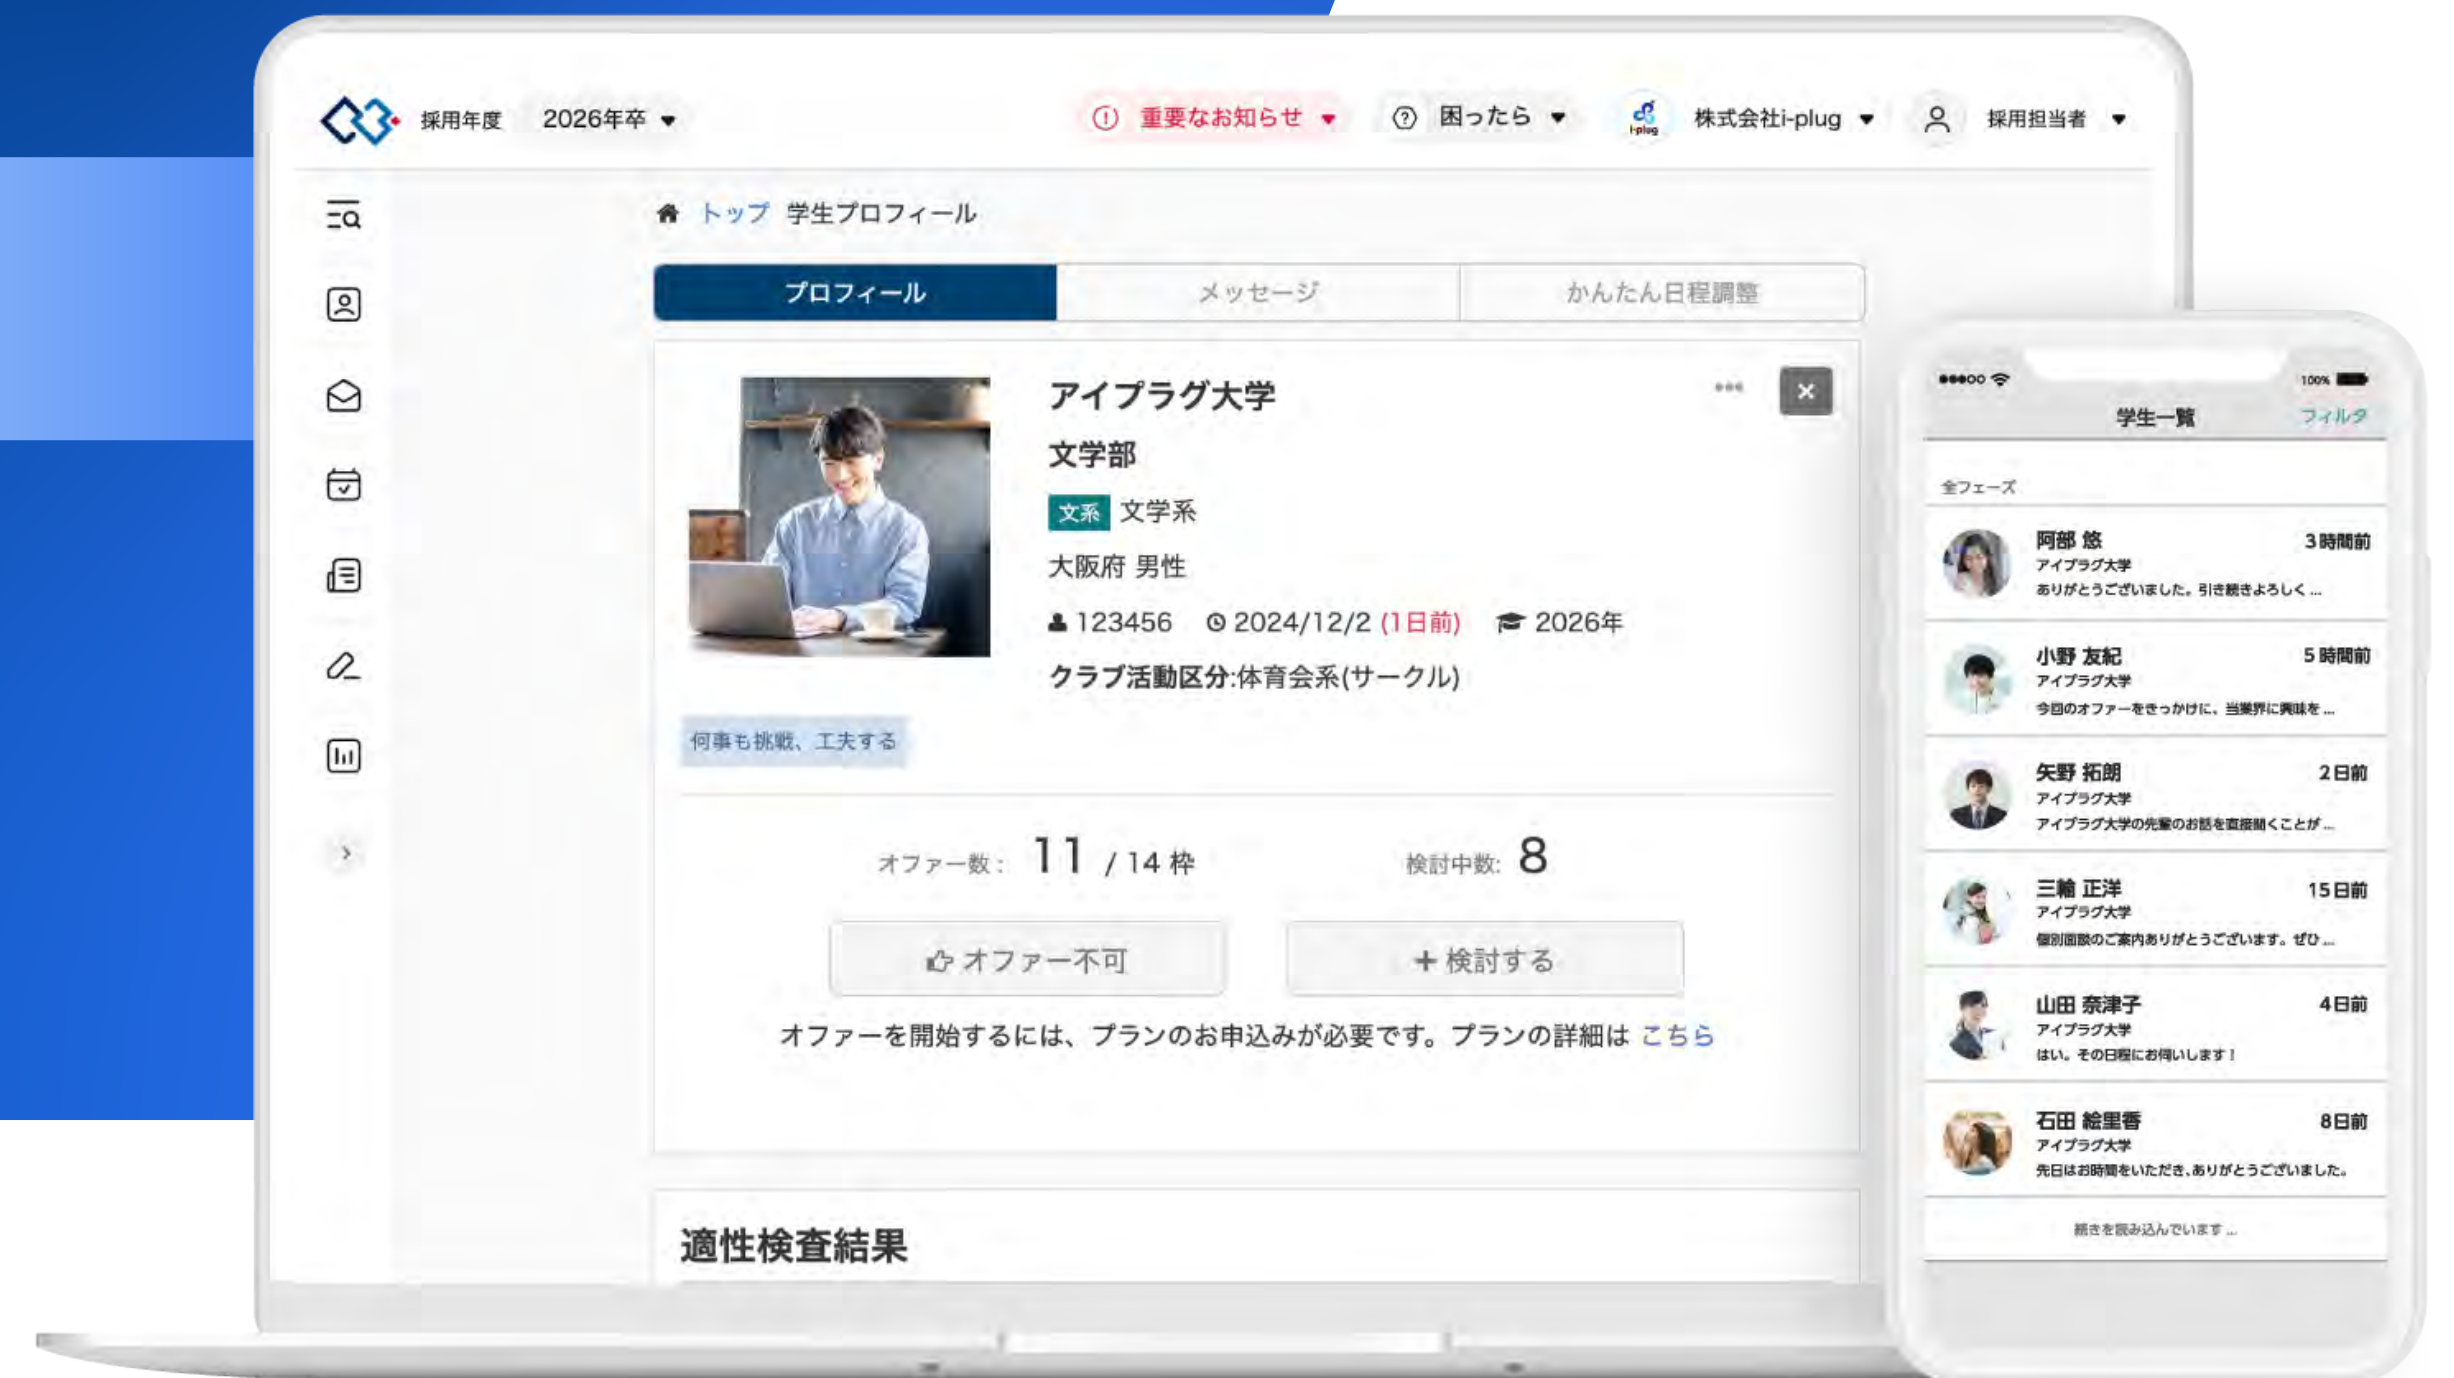 採用年度 2026年卒
重要なお知らせ 困ったら i-plug 株式会社i-plug 採用担当者
トップ 学生プロフィール
プロフィール メッセージ かんたん日程調整
アイプラグ大学
文学部
文系 文学系
大阪府 男性
123456 2024/12/2 (1日前) 2026年
クラブ活動区分:体育会系(サークル)
何事も挑戦、工夫する
オファー数: 11 / 14 枠 検討中数: 8
オファー不可 +検討する
オファーを開始するには、プランのお申込みが必要です。プランの詳細は こちら
適性検査結果
100%
学生一覧 フィルタ
全フェーズ
阿部 悠 3時間前
アイプラグ大学
ありがとうございました。引き続きよろしく ...
小野 友紀 5時間前
アイプラグ大学
今回のオファーをきっかけに、当業界に興味を ...
矢野 拓朗 2日前
アイプラグ大学
アイプラグ大学の先輩のお話を直接聞くことが ...
三輪 正洋 15日前
アイプラグ大学
個別面談のご案内ありがとうございます。ぜひ ...
山田 奈津子 4日前
アイプラグ大学
はい。その日程にお伺いします!
石田 絵里香 8日前
アイプラグ大学
先日はお時間をいただき、ありがとうございました。
続きを読み込んでいます ...